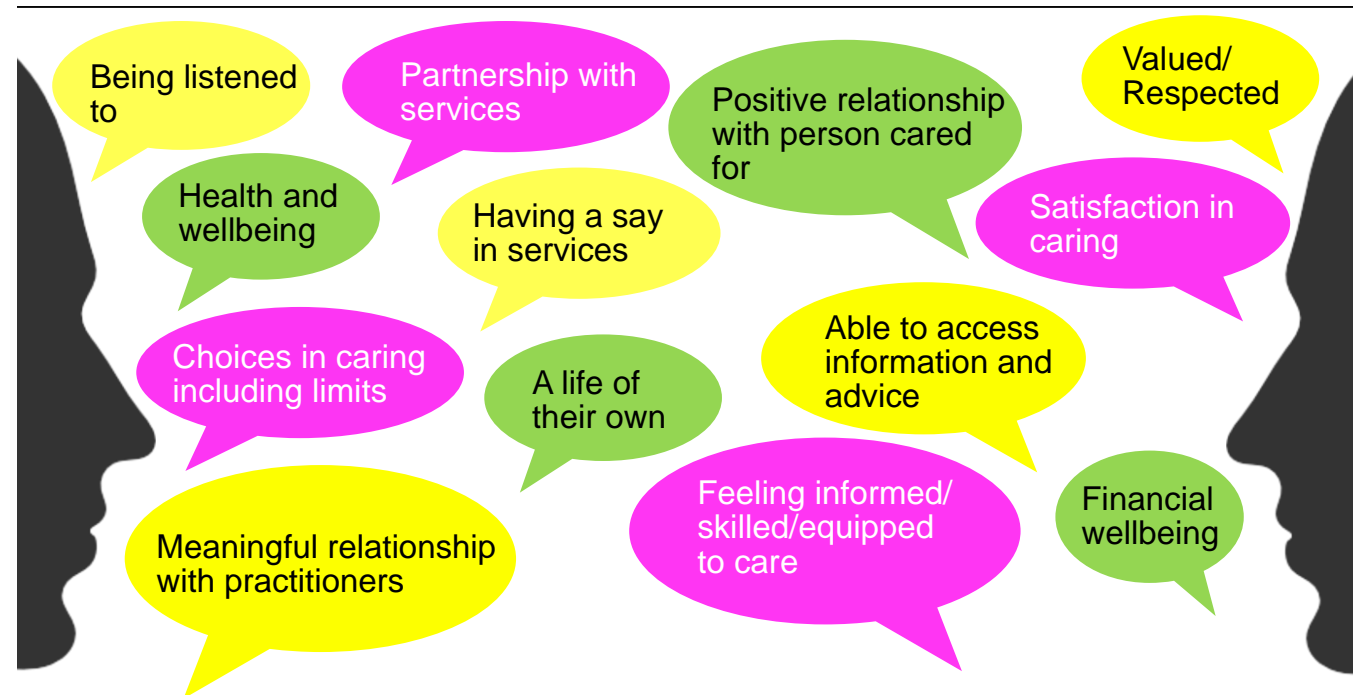 Being listened
to
Partnership with
services
Positive relationship
with person cared
for
Valued/
Respected
Health and
wellbeing
Having a say
in services
Satisfaction in
caring
Choices in caring
including limits
A life of
their own
Able to access
information and
advice
Meaningful relationship
with practitioners
Feeling informed/
skilled/equipped
to care
Financial
wellbeing